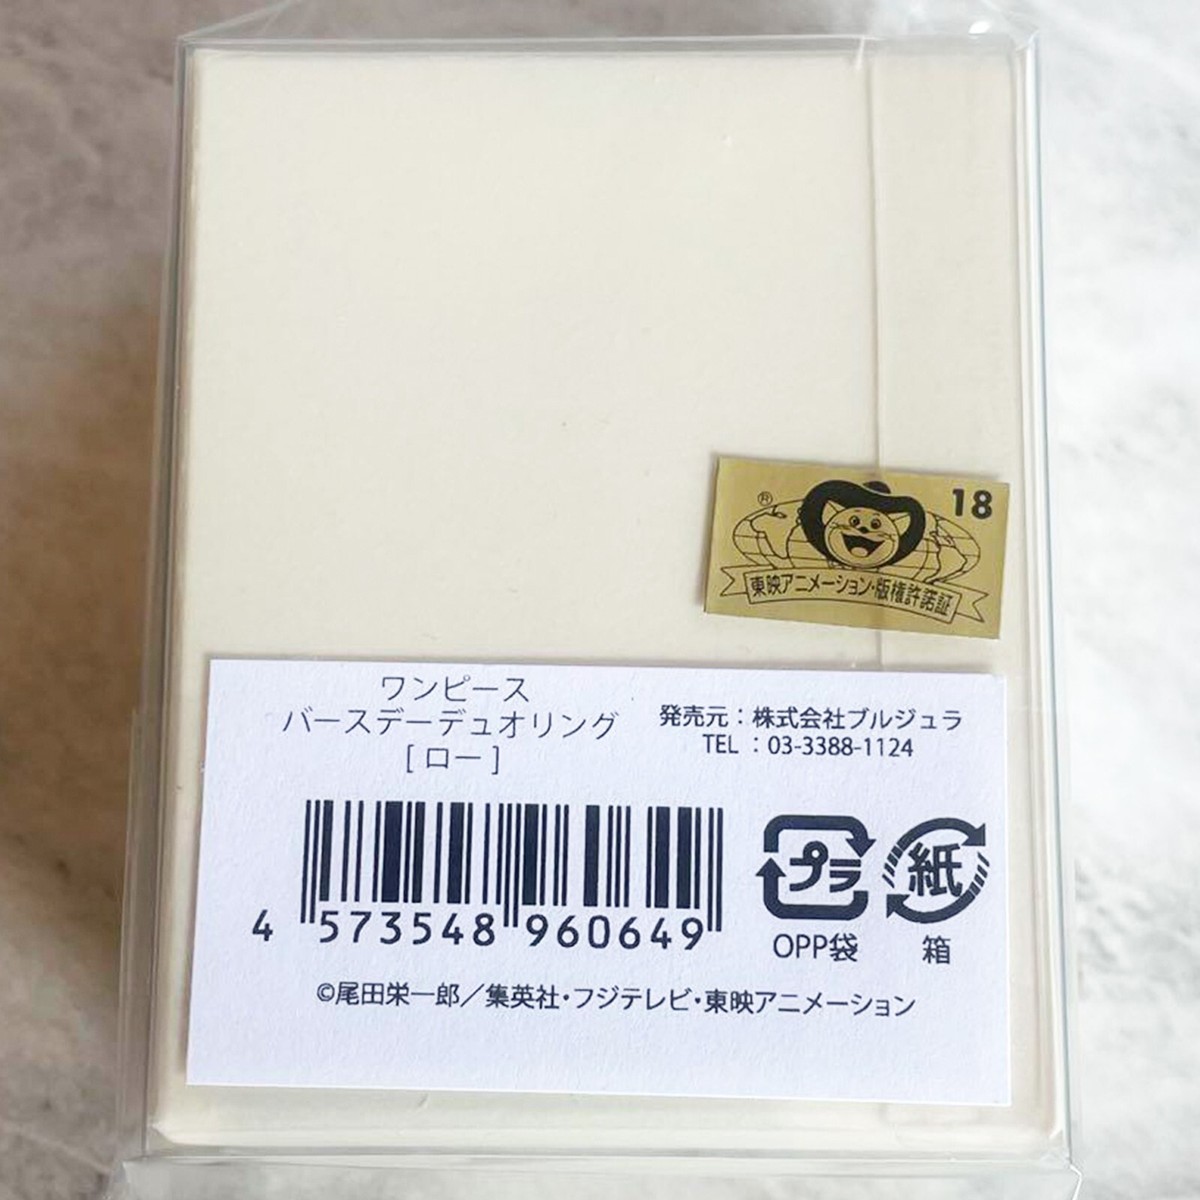 ® 18
東映アニメーション・版権許諾証
ワンピース
バースデーデュオリング
[ ロー ]
発売元：株式会社ブルジュラ
TEL ：03-3388-1124
4 573548 960649
プラ 紙
OPP袋 箱
©尾田栄一郎／集英社・フジテレビ・東映アニメーション